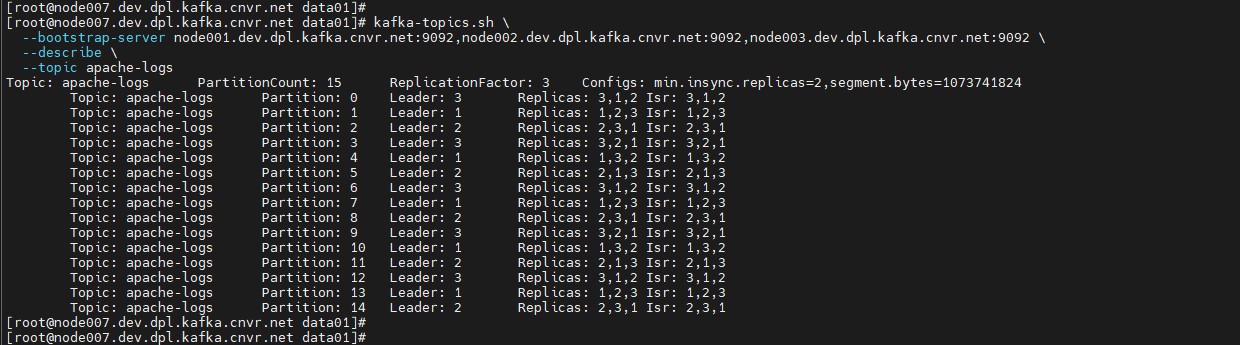 [root@node007.dev.dpl.kafka.cnvr.net data01]#
[root@node007.dev.dpl.kafka.cnvr.net data01]# kafka-topics.sh \
  --bootstrap-server node001.dev.dpl.kafka.cnvr.net:9092,node002.dev.dpl.kafka.cnvr.net:9092,node003.dev.dpl.kafka.cnvr.net:9092 \
  --describe \
  --topic apache-logs
Topic: apache-logs      PartitionCount: 15      ReplicationFactor: 3    Configs: min.insync.replicas=2,segment.bytes=1073741824
        Topic: apache-logs      Partition: 0    Leader: 3       Replicas: 3,1,2 Isr: 3,1,2
        Topic: apache-logs      Partition: 1    Leader: 1       Replicas: 1,2,3 Isr: 1,2,3
        Topic: apache-logs      Partition: 2    Leader: 2       Replicas: 2,3,1 Isr: 2,3,1
        Topic: apache-logs      Partition: 3    Leader: 3       Replicas: 3,2,1 Isr: 3,2,1
        Topic: apache-logs      Partition: 4    Leader: 1       Replicas: 1,3,2 Isr: 1,3,2
        Topic: apache-logs      Partition: 5    Leader: 2       Replicas: 2,1,3 Isr: 2,1,3
        Topic: apache-logs      Partition: 6    Leader: 3       Replicas: 3,1,2 Isr: 3,1,2
        Topic: apache-logs      Partition: 7    Leader: 1       Replicas: 1,2,3 Isr: 1,2,3
        Topic: apache-logs      Partition: 8    Leader: 2       Replicas: 2,3,1 Isr: 2,3,1
        Topic: apache-logs      Partition: 9    Leader: 3       Replicas: 3,2,1 Isr: 3,2,1
        Topic: apache-logs      Partition: 10   Leader: 1       Replicas: 1,3,2 Isr: 1,3,2
        Topic: apache-logs      Partition: 11   Leader: 2       Replicas: 2,1,3 Isr: 2,1,3
        Topic: apache-logs      Partition: 12   Leader: 3       Replicas: 3,1,2 Isr: 3,1,2
        Topic: apache-logs      Partition: 13   Leader: 1       Replicas: 1,2,3 Isr: 1,2,3
        Topic: apache-logs      Partition: 14   Leader: 2       Replicas: 2,3,1 Isr: 2,3,1
[root@node007.dev.dpl.kafka.cnvr.net data01]#
[root@node007.dev.dpl.kafka.cnvr.net data01]#